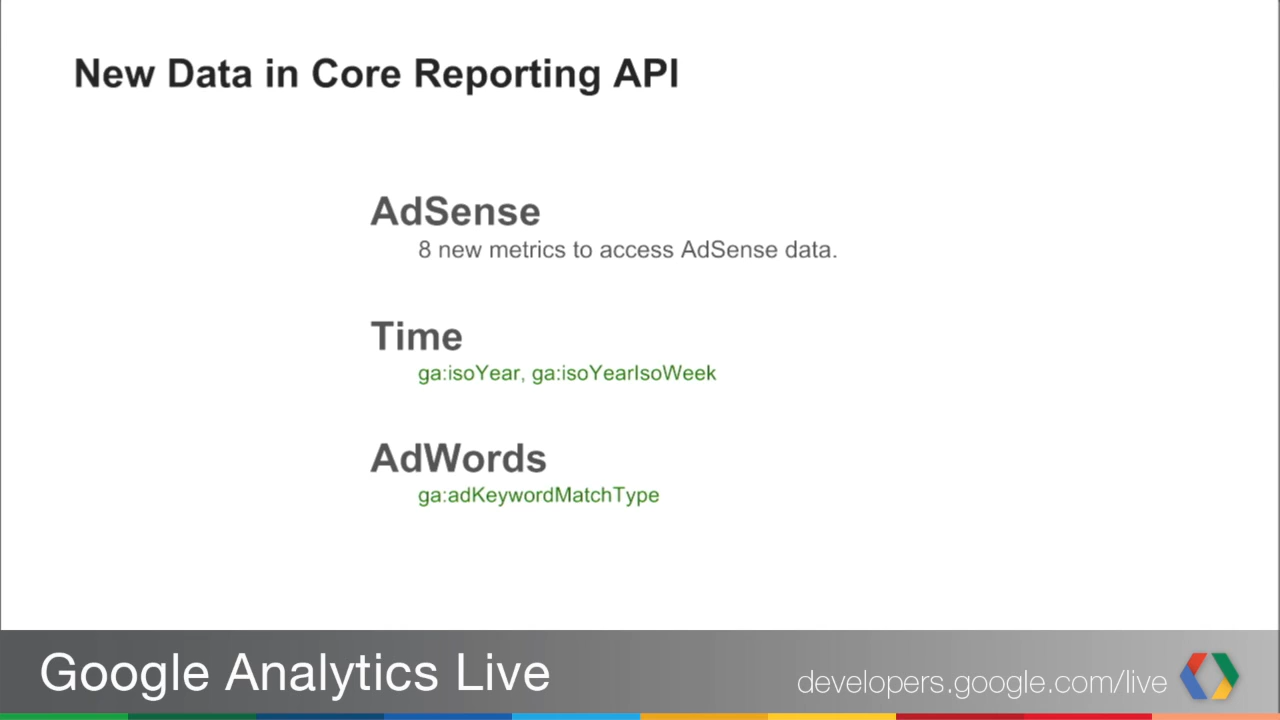 New Data in Core Reporting API
AdSense
8 new metrics to access AdSense data.
Time
ga:isoYear, ga:isoYearIsoWeek
AdWords
ga:adKeywordMatchType
Google Analytics Live
developers.google.com/live